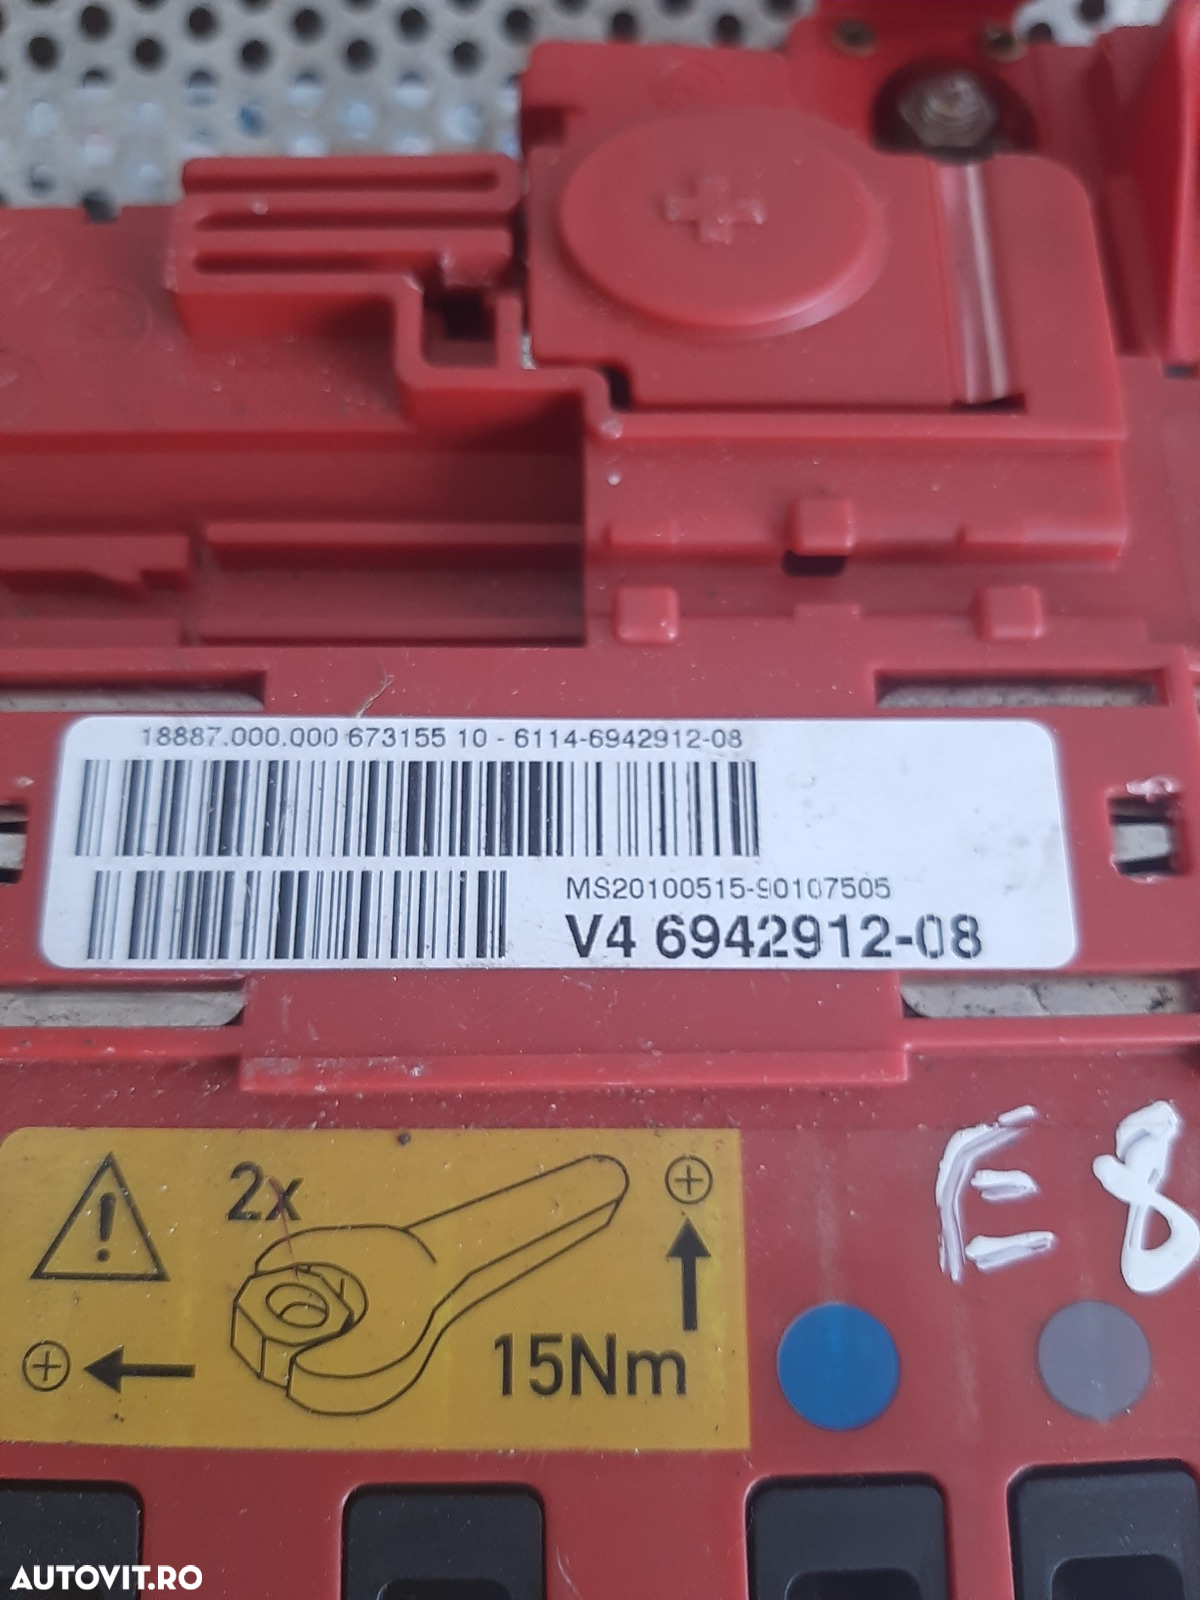 18887.000.000 673155 10 - 6114-6942912-08
MS20100515-90107505
V4 6942912-08
E8
2x
15Nm
AUTOVIT.RO